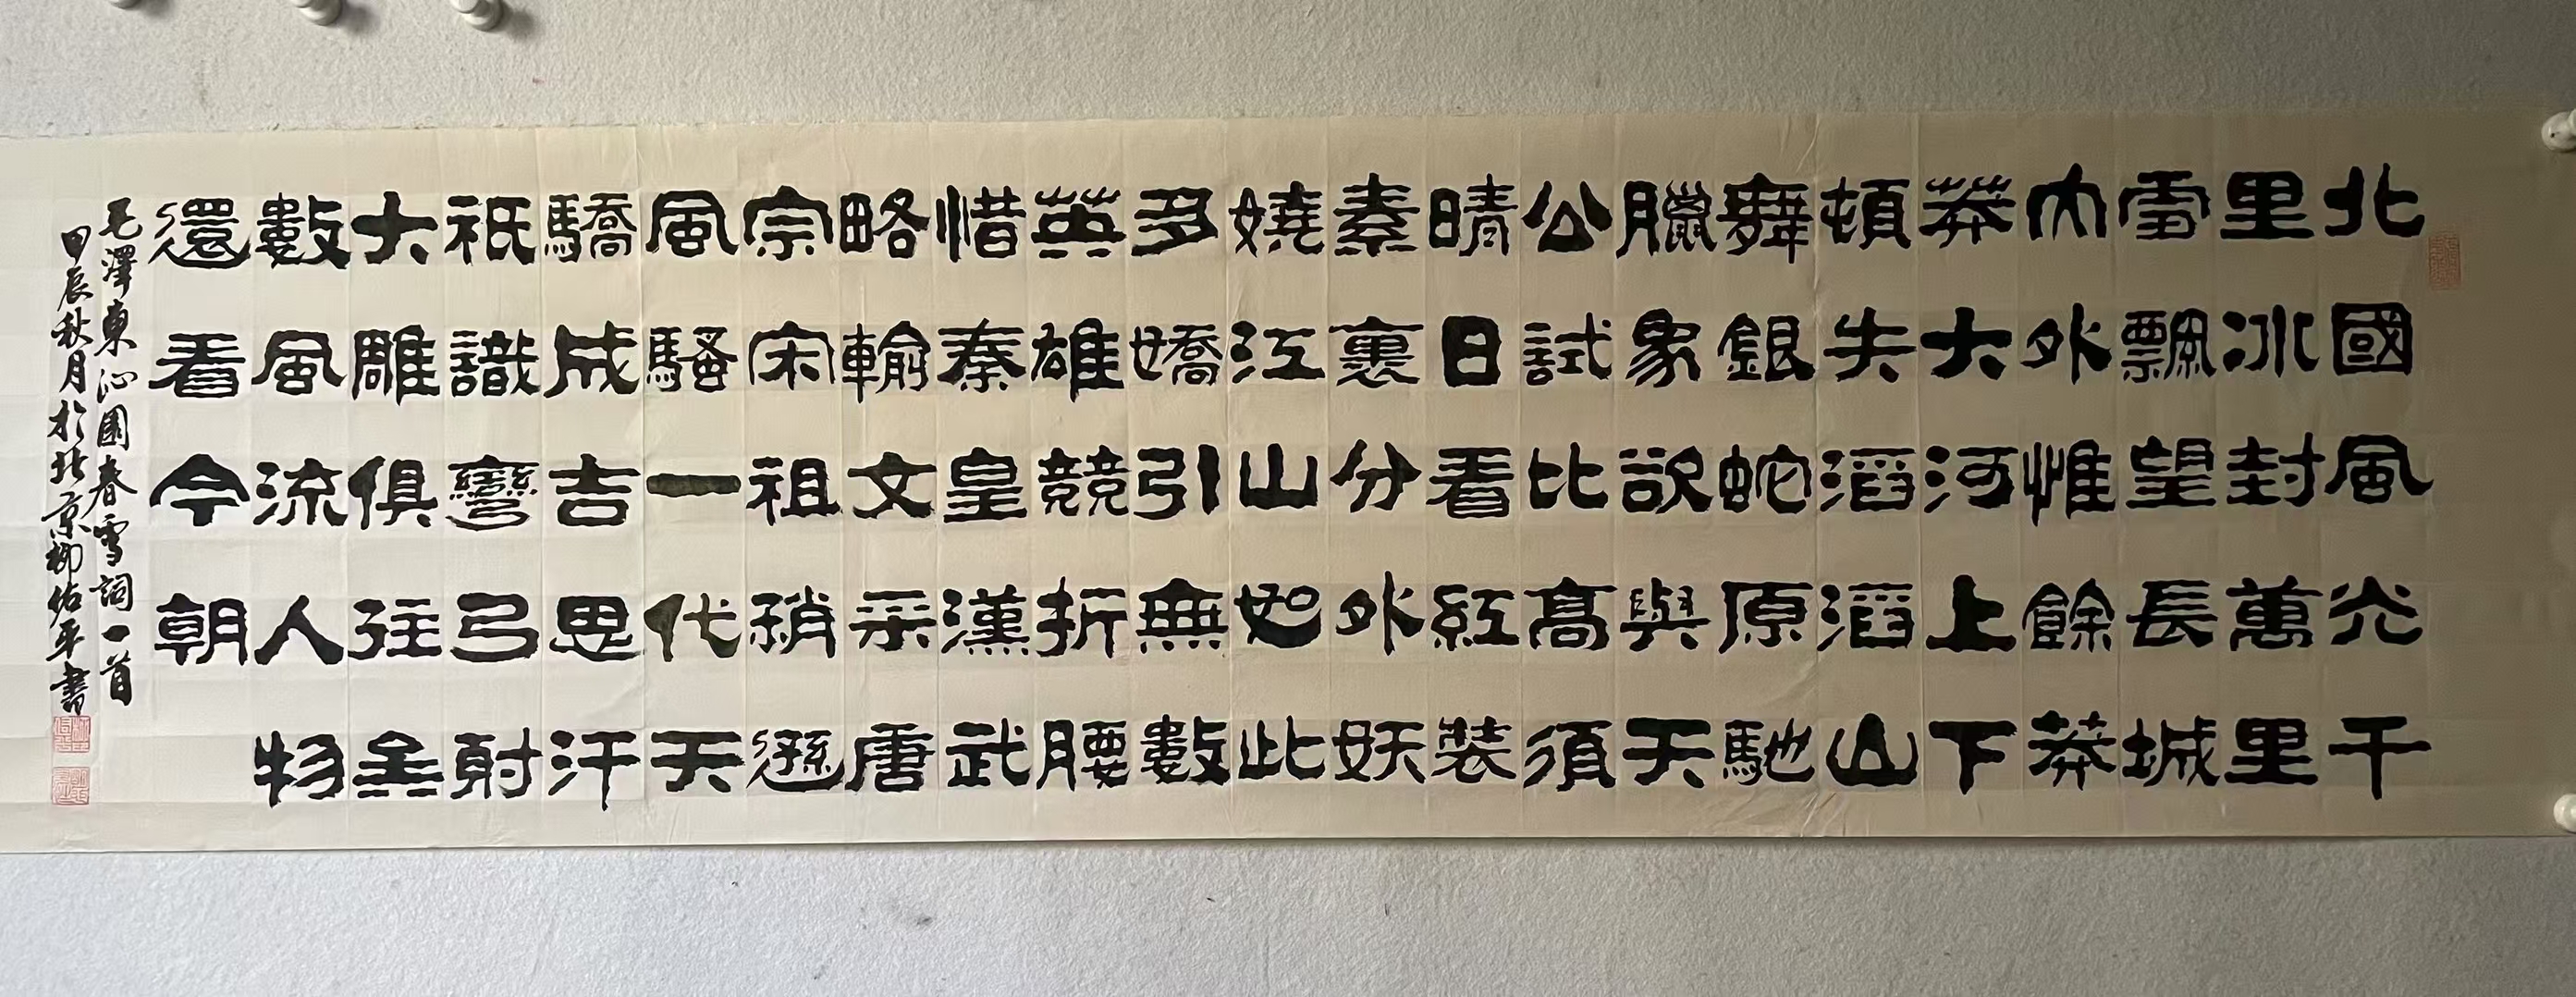 北國風光千
里冰封萬里
雪飄望長城
內外惟餘莽
莽大河上下
頓失滔滔山
舞銀蛇原馳
臘象欲與天
公試比高須
晴日看紅裝
素裹分外妖
嬈江山如此
多嬌引無數
英雄競折腰
惜秦皇漢武
略輸文采唐
宗宋祖稍遜
風騷一代天
驕成吉思汗
祇識彎弓射
大雕俱往矣
數風流人物
還看今朝
毛澤東沁園春雪詞一首
甲辰秋月於北京柳佑平書